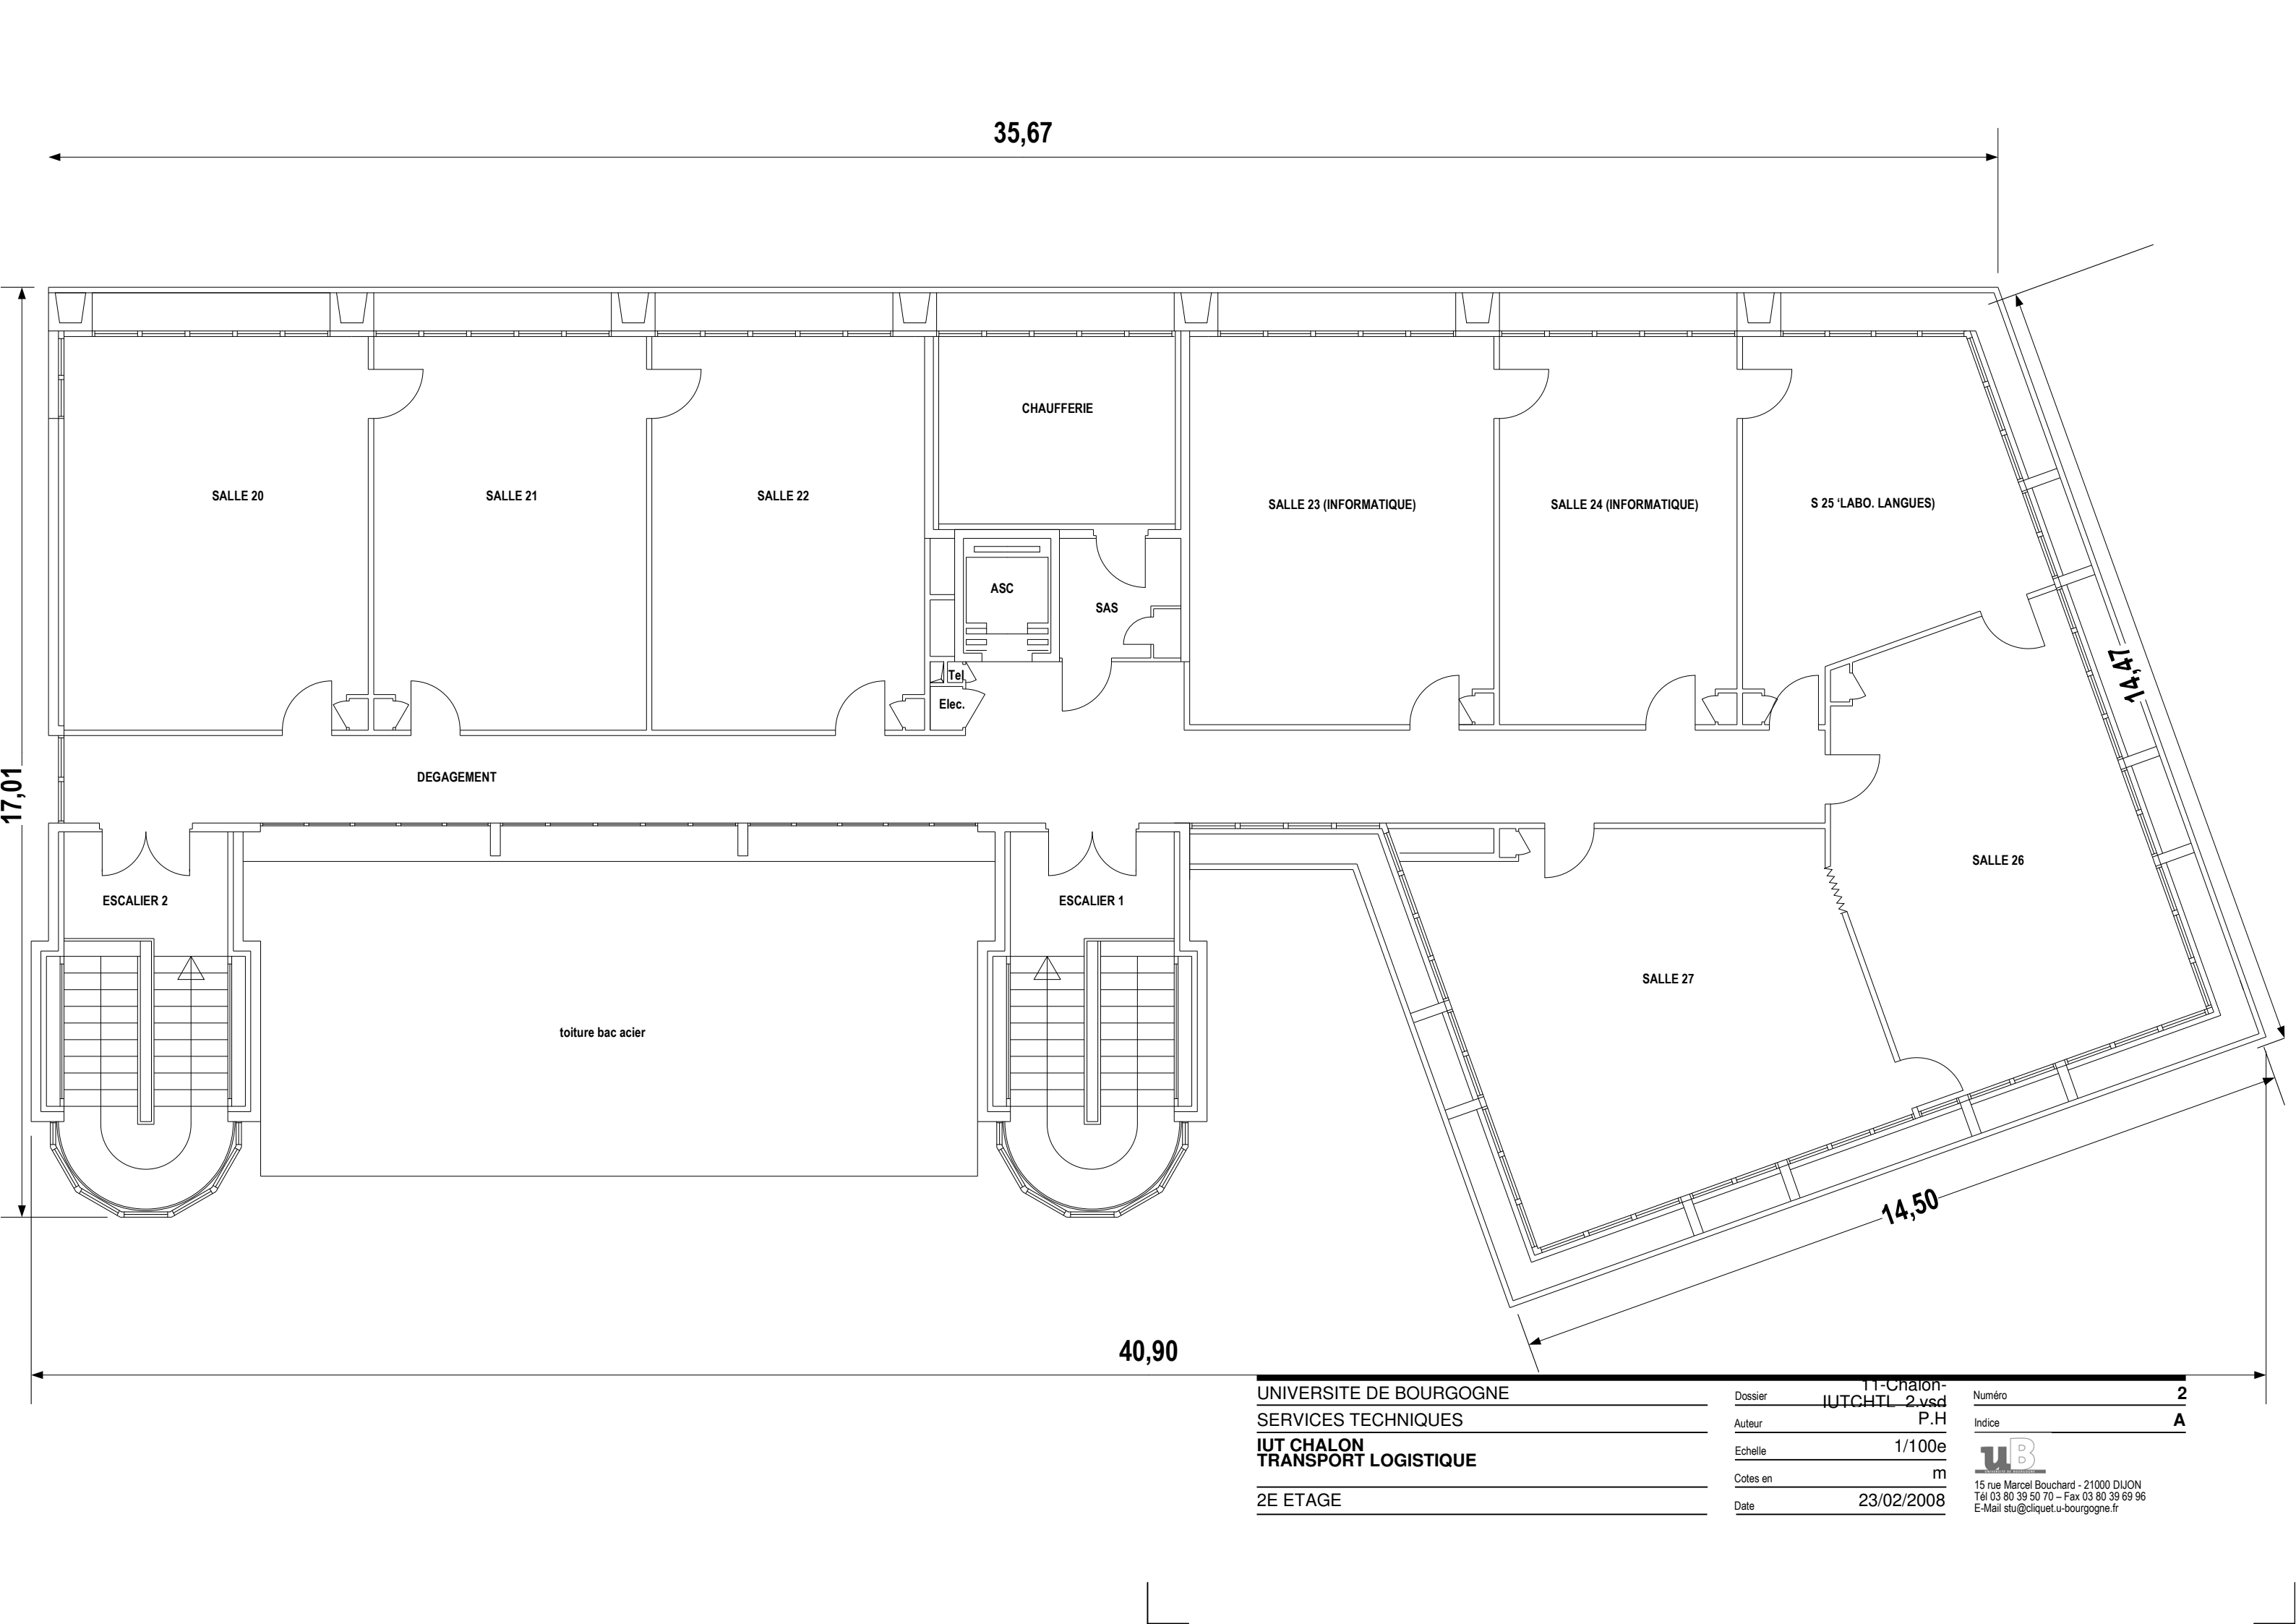 35,67
CHAUFFERIE
SALLE 20
SALLE 21
SALLE 22
SALLE 23 (INFORMATIQUE)
SALLE 24 (INFORMATIQUE)
S 25 ‘LABO. LANGUES)
ASC
SAS
Tel.
Elec.
14,47
17,01
DEGAGEMENT
SALLE 26
ESCALIER 2
ESCALIER 1
SALLE 27
toiture bac acier
14,50
40,90
UNIVERSITE DE BOURGOGNE
SERVICES TECHNIQUES
IUT CHALON
TRANSPORT LOGISTIQUE
2E ETAGE
Dossier 11-Chalon-
IUTCHTL_2.vsd
Auteur P.H
Echelle 1/100e
Cotes en m
Date 23/02/2008
Numéro 2
Indice A
uB
15 rue Marcel Bouchard - 21000 DIJON
Tél 03 80 39 50 70 – Fax 03 80 39 69 96
E-Mail stu@cliquet.u-bourgogne.fr